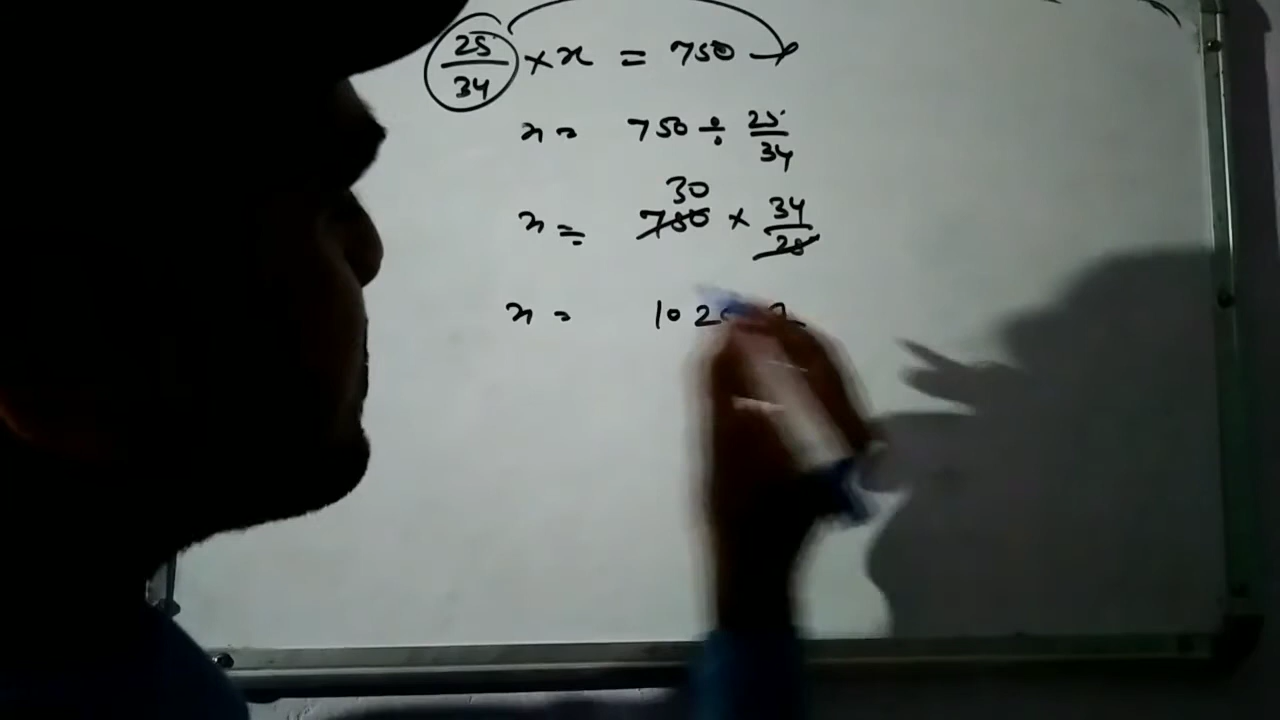 25/34 × x = 750
x = 750 ÷ 25/34
30
x = 750 × 34/25
x = 102